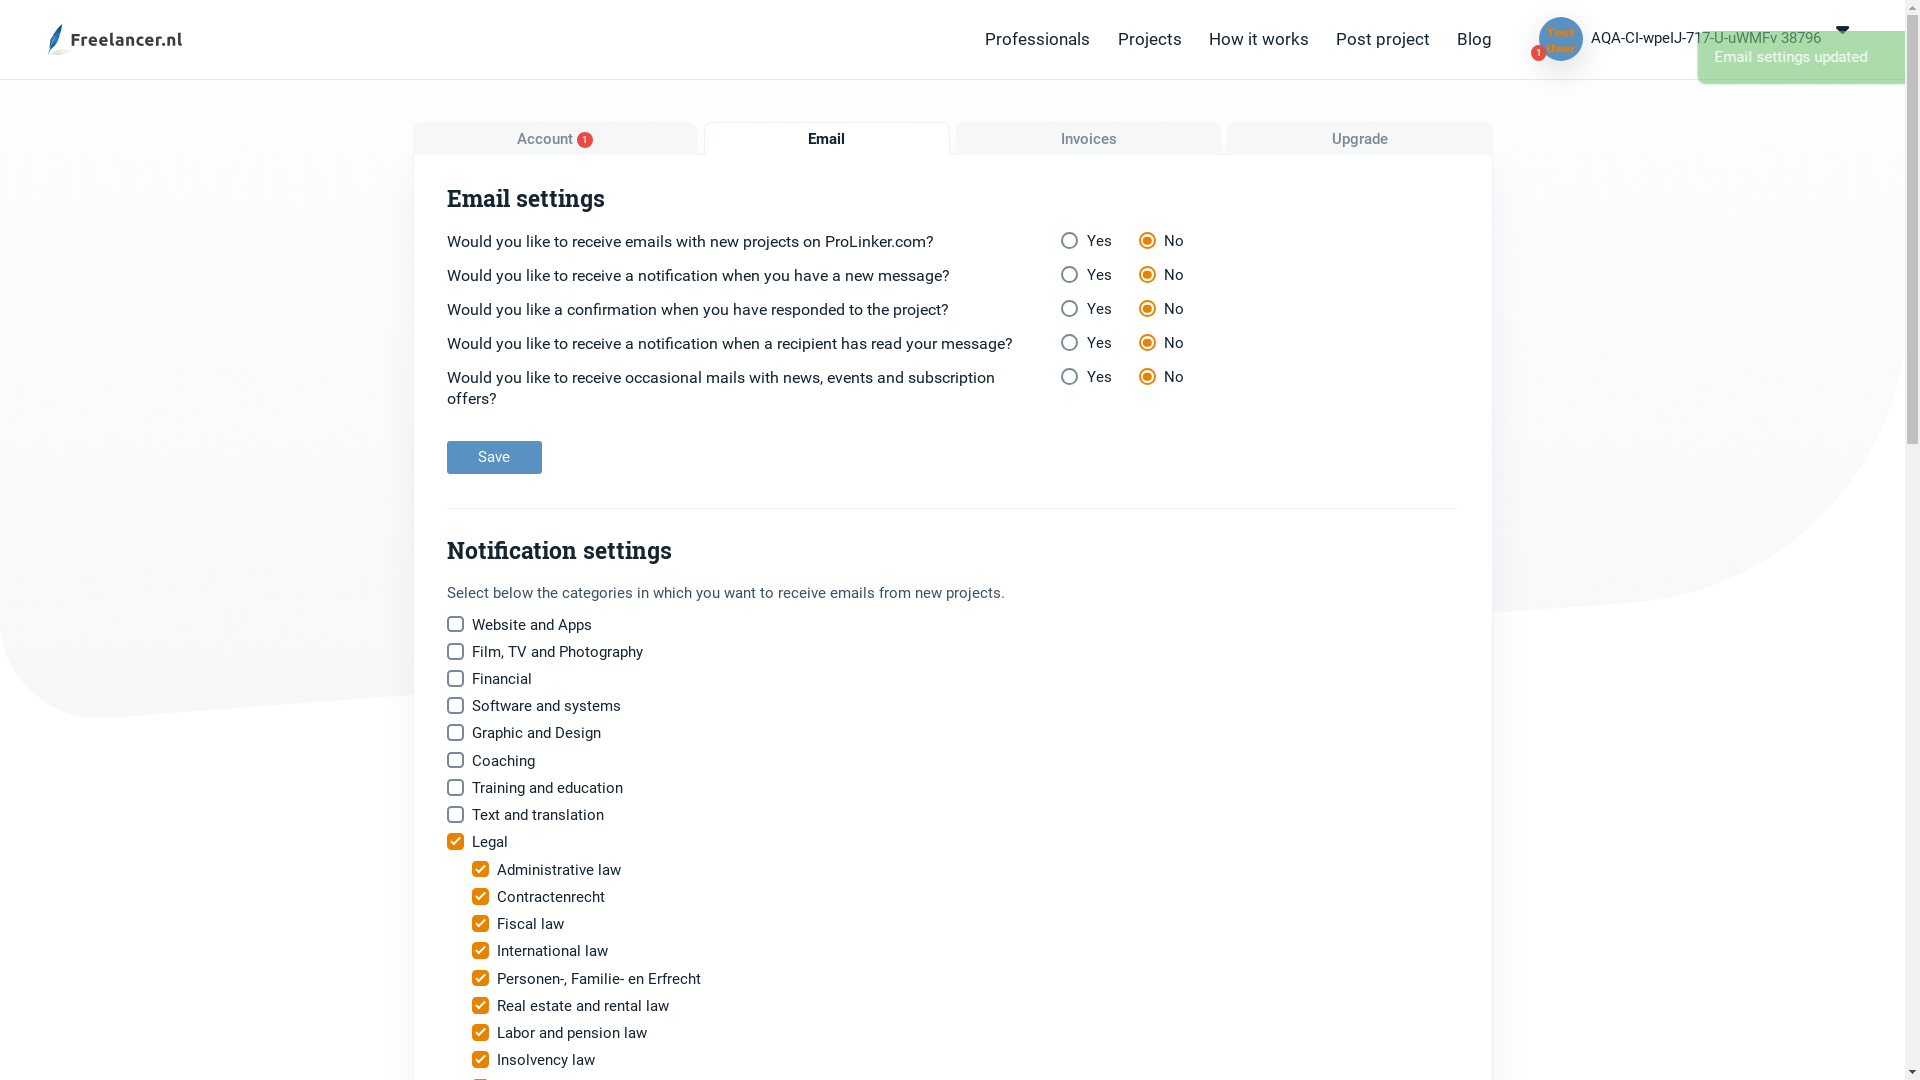 Freelancer.nl
Professionals
Projects
How it works
Post project
Blog
Test
User
1
AQA-CI-wpeIJ-717-U-uWMFv 38796
Email settings updated
Account 1
Email
Invoices
Upgrade
Email settings
Would you like to receive emails with new projects on ProLinker.com?
Yes
No
Would you like to receive a notification when you have a new message?
Yes
No
Would you like a confirmation when you have responded to the project?
Yes
No
Would you like to receive a notification when a recipient has read your message?
Yes
No
Would you like to receive occasional mails with news, events and subscription
offers?
Yes
No
Save
Notification settings
Select below the categories in which you want to receive emails from new projects.
Website and Apps
Film, TV and Photography
Financial
Software and systems
Graphic and Design
Coaching
Training and education
Text and translation
Legal
Administrative law
Contractenrecht
Fiscal law
International law
Personen-, Familie- en Erfrecht
Real estate and rental law
Labor and pension law
Insolvency law